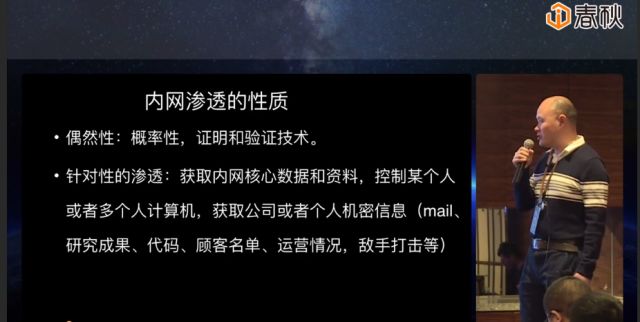 春秋
内网渗透的性质
• 偶然性：概率性，证明和验证技术。
• 针对性的渗透：获取内网核心数据和资料，控制某个人
或者多个人计算机，获取公司或者个人机密信息（mail、
研究成果、代码、顾客名单、运营情况，敌手打击等）